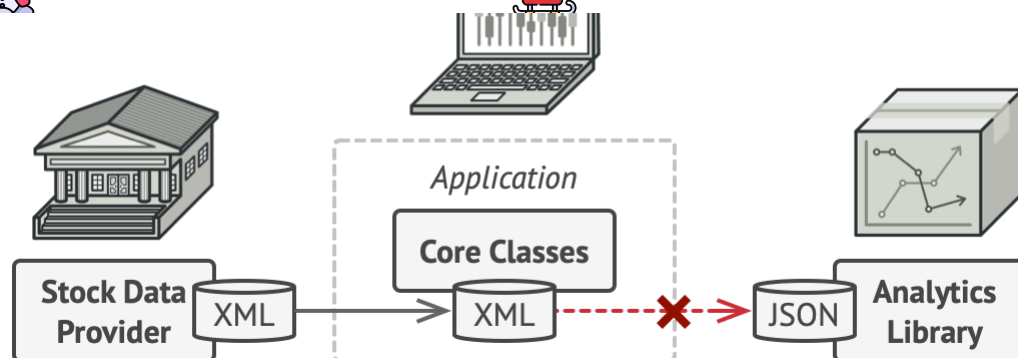 Application
Core Classes
Stock Data
Provider
XML
XML
JSON
Analytics
Library